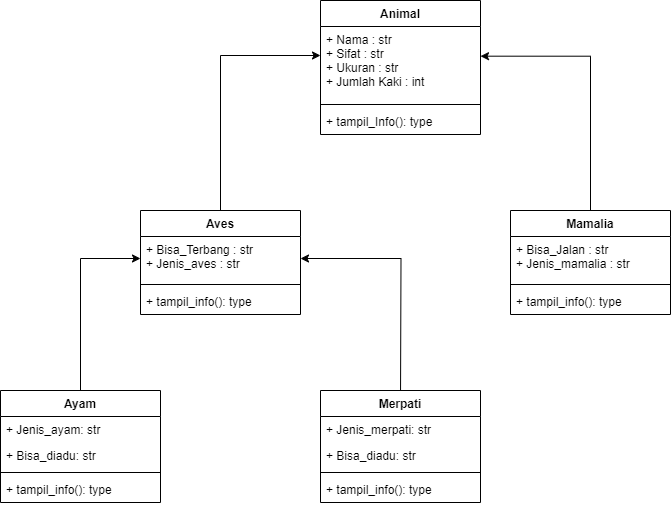 Animal
+ Nama : str
+ Sifat : str
+ Ukuran : str
+ Jumlah Kaki : int
+ tampil_Info(): type
Aves
+ Bisa_Terbang : str
+ Jenis_aves : str
+ tampil_info(): type
Mamalia
+ Bisa_Jalan : str
+ Jenis_mamalia : str
+ tampil_info(): type
Ayam
+ Jenis_ayam: str
+ Bisa_diadu: str
+ tampil_info(): type
Merpati
+ Jenis_merpati: str
+ Bisa_diadu: str
+ tampil_info(): type